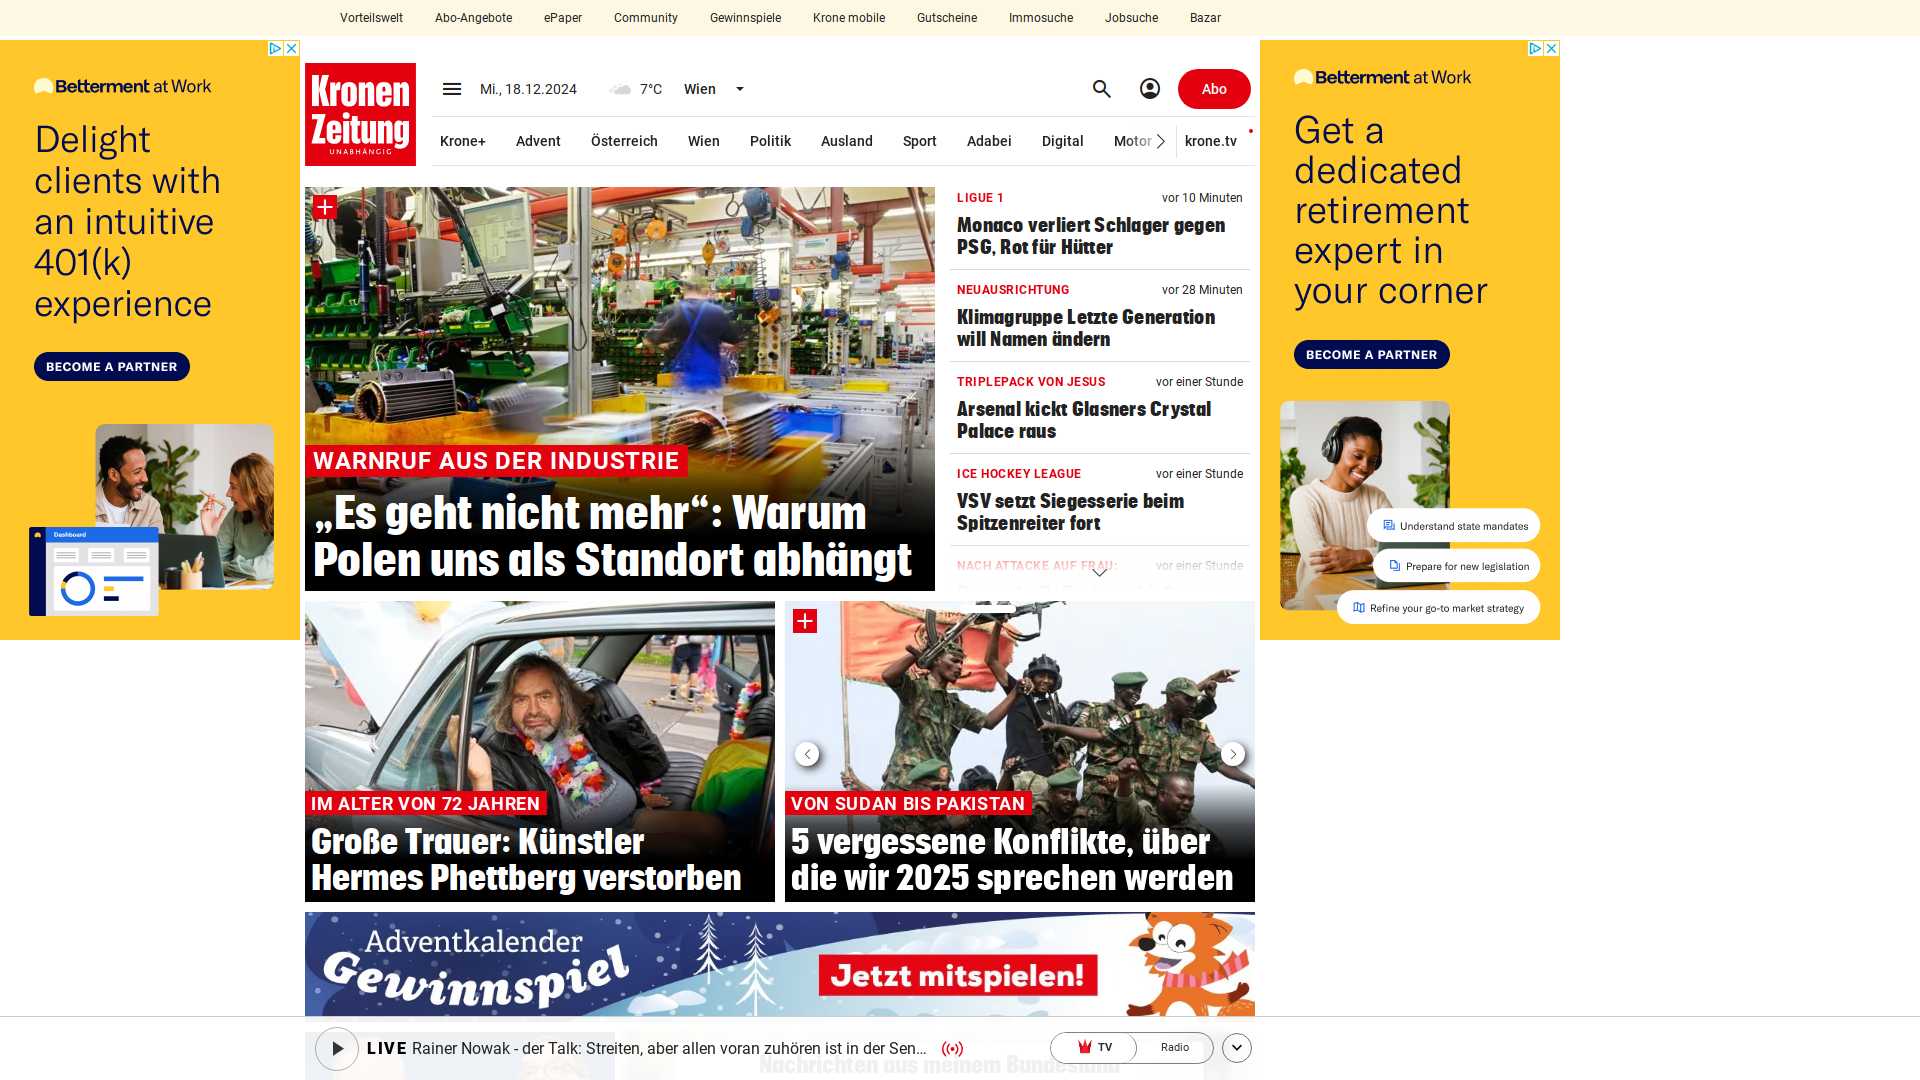 Vorteilswelt Abo-Angebote ePaper Community Gewinnspiele Krone mobile Gutscheine Immosuche Jobsuche Bazar
Betterment at Work
Delight
clients with
an intuitive
401(k)
experience
BECOME A PARTNER
Dashboard
Kronen
Zeitung
UNABHÄNGIG
Mi., 18.12.2024 7°C Wien
Abo
Krone+ Advent Österreich Wien Politik Ausland Sport Adabei Digital Motor krone.tv
WARNRUF AUS DER INDUSTRIE
„Es geht nicht mehr“: Warum
Polen uns als Standort abhängt
LIGUE 1 vor 10 Minuten
Monaco verliert Schlager gegen
PSG, Rot für Hütter
NEUAUSRICHTUNG vor 28 Minuten
Klimagruppe Letzte Generation
will Namen ändern
TRIPLEPACK VON JESUS vor einer Stunde
Arsenal kickt Glasners Crystal
Palace raus
ICE HOCKEY LEAGUE vor einer Stunde
VSV setzt Siegesserie beim
Spitzenreiter fort
NACH ATTACKE AUF FRAU: vor einer Stunde
Betterment at Work
Get a
dedicated
retirement
expert in
your corner
BECOME A PARTNER
Understand state mandates
Prepare for new legislation
Refine your go-to market strategy
IM ALTER VON 72 JAHREN
Große Trauer: Künstler
Hermes Phettberg verstorben
VON SUDAN BIS PAKISTAN
5 vergessene Konflikte, über
die wir 2025 sprechen werden
Adventkalender
Gewinnspiel
Jetzt mitspielen!
LIVE Rainer Nowak - der Talk: Streiten, aber allen voran zuhören ist in der Sen...
TV Radio
Nachrichten aus meinem Bundesland